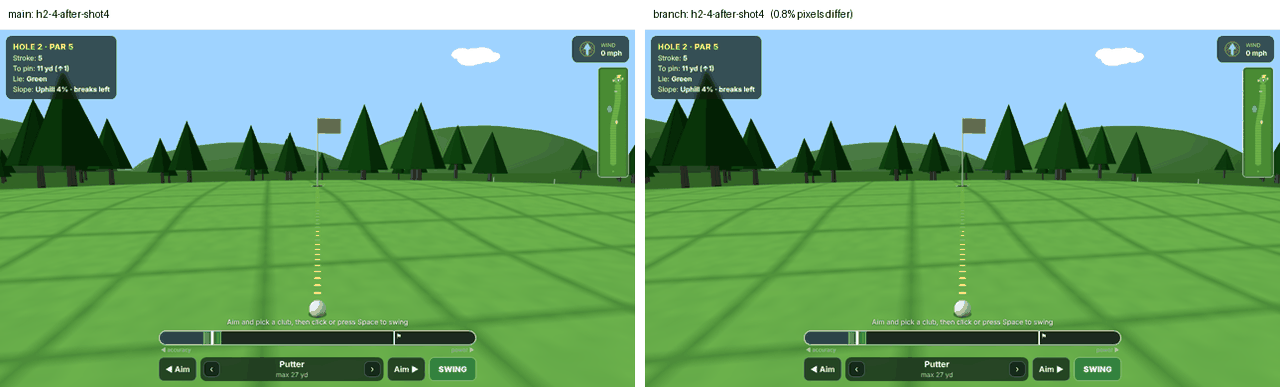 main: h2-4-after-shot4
HOLE 2 · PAR 5
Stroke: 5
To pin: 11 yd (↑1)
Lie: Green
Slope: Uphill 4% · breaks left
WIND
0 mph
Aim and pick a club, then click or press Space to swing
◀ Aim
‹
Putter
max 27 yd
›
Aim ▶
SWING
branch: h2-4-after-shot4 (0.8% pixels differ)
HOLE 2 · PAR 5
Stroke: 5
To pin: 11 yd (↑1)
Lie: Green
Slope: Uphill 4% · breaks left
WIND
0 mph
Aim and pick a club, then click or press Space to swing
◀ Aim
‹
Putter
max 27 yd
›
Aim ▶
SWING